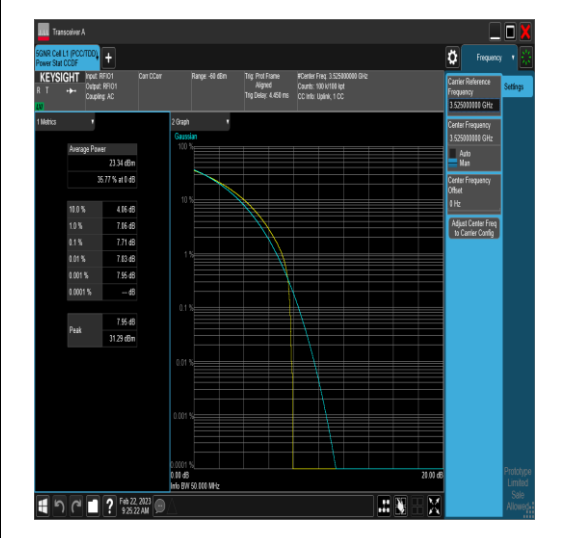 Transceiver A
5GNR Cell L1 (PCC/TDD)
Power Stat CCDF
+
Frequency
KEYSIGHT
R T
Input: RFIO1
Output: RFIO1
Coupling: AC
Corr CCorr
Range: -60 dBm
Trig: Prot Frame
Aligned
Trig Delay: 4.450 ms
#Center Freq: 3.525000000 GHz
Counts: 100 k/100 kpt
CC Info: Uplink, 1 CC
1 Metrics
2 Graph
Average Power
23.34 dBm
35.77 % at 0 dB
10.0 % 4.06 dB
1.0 % 7.06 dB
0.1 % 7.71 dB
0.01 % 7.83 dB
0.001 % 7.95 dB
0.0001 % --- dB
Peak
7.95 dB
31.29 dBm
Gaussian
100 %
10 %
1 %
0.1 %
0.01 %
0.001 %
0.0001 %
0.00 dB
20.00 dB
Info BW 50.000 MHz
Carrier Reference
Frequency
3.525000000 GHz
Center Frequency
3.525000000 GHz
Auto
Man
Center Frequency
Offset
0 Hz
Adjust Center Freq
to Carrier Config
Settings
Prototype
Limited
Sale
Allowed
?
Feb 22, 2023
9:25:22 AM